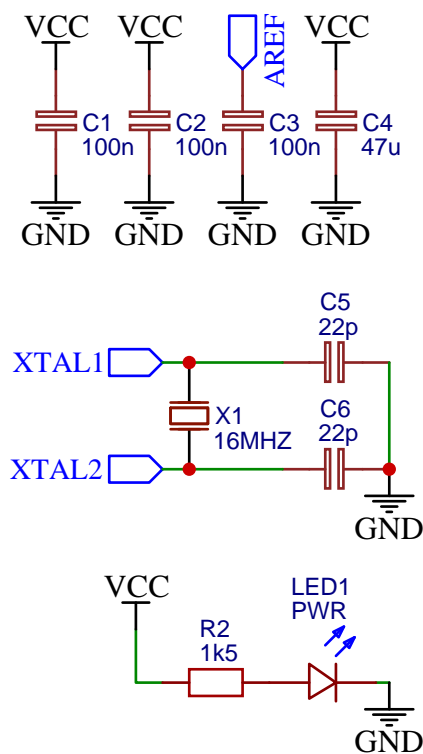 VCC VCC AREF VCC
C1 C2 C3 C4
100n 100n 100n 47u
GND GND GND GND
C5
22p
XTAL1
X1
16MHZ
C6
22p
XTAL2
GND
VCC
LED1
PWR
R2
1k5
GND